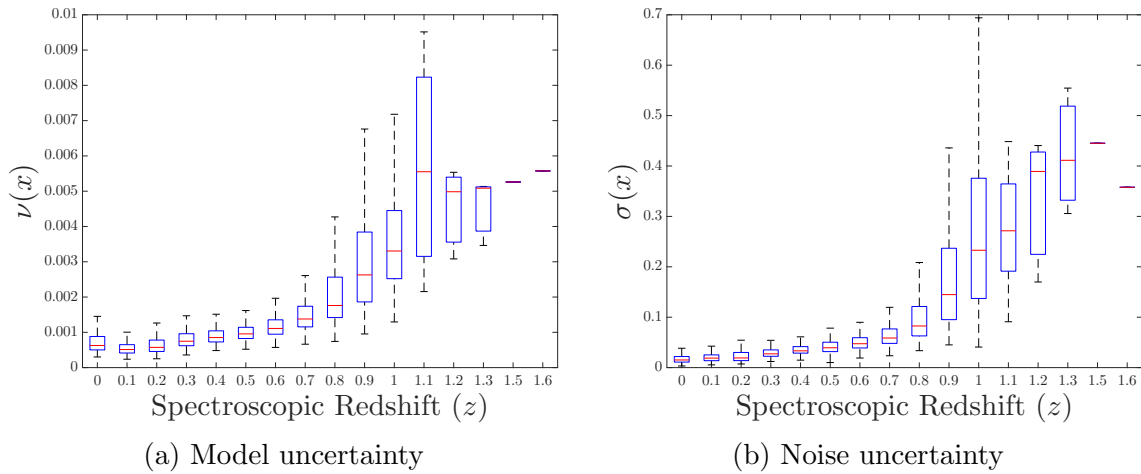 0.01
0.009
0.008
0.007
0.006
0.005
0.004
0.003
0.002
0.001
0
ν(x)
0 0.1 0.2 0.3 0.4 0.5 0.6 0.7 0.8 0.9 1 1.1 1.2 1.3 1.5 1.6
Spectroscopic Redshift (z)
(a) Model uncertainty
0.7
0.6
0.5
0.4
0.3
0.2
0.1
0
σ(x)
0 0.1 0.2 0.3 0.4 0.5 0.6 0.7 0.8 0.9 1 1.1 1.2 1.3 1.5 1.6
Spectroscopic Redshift (z)
(b) Noise uncertainty